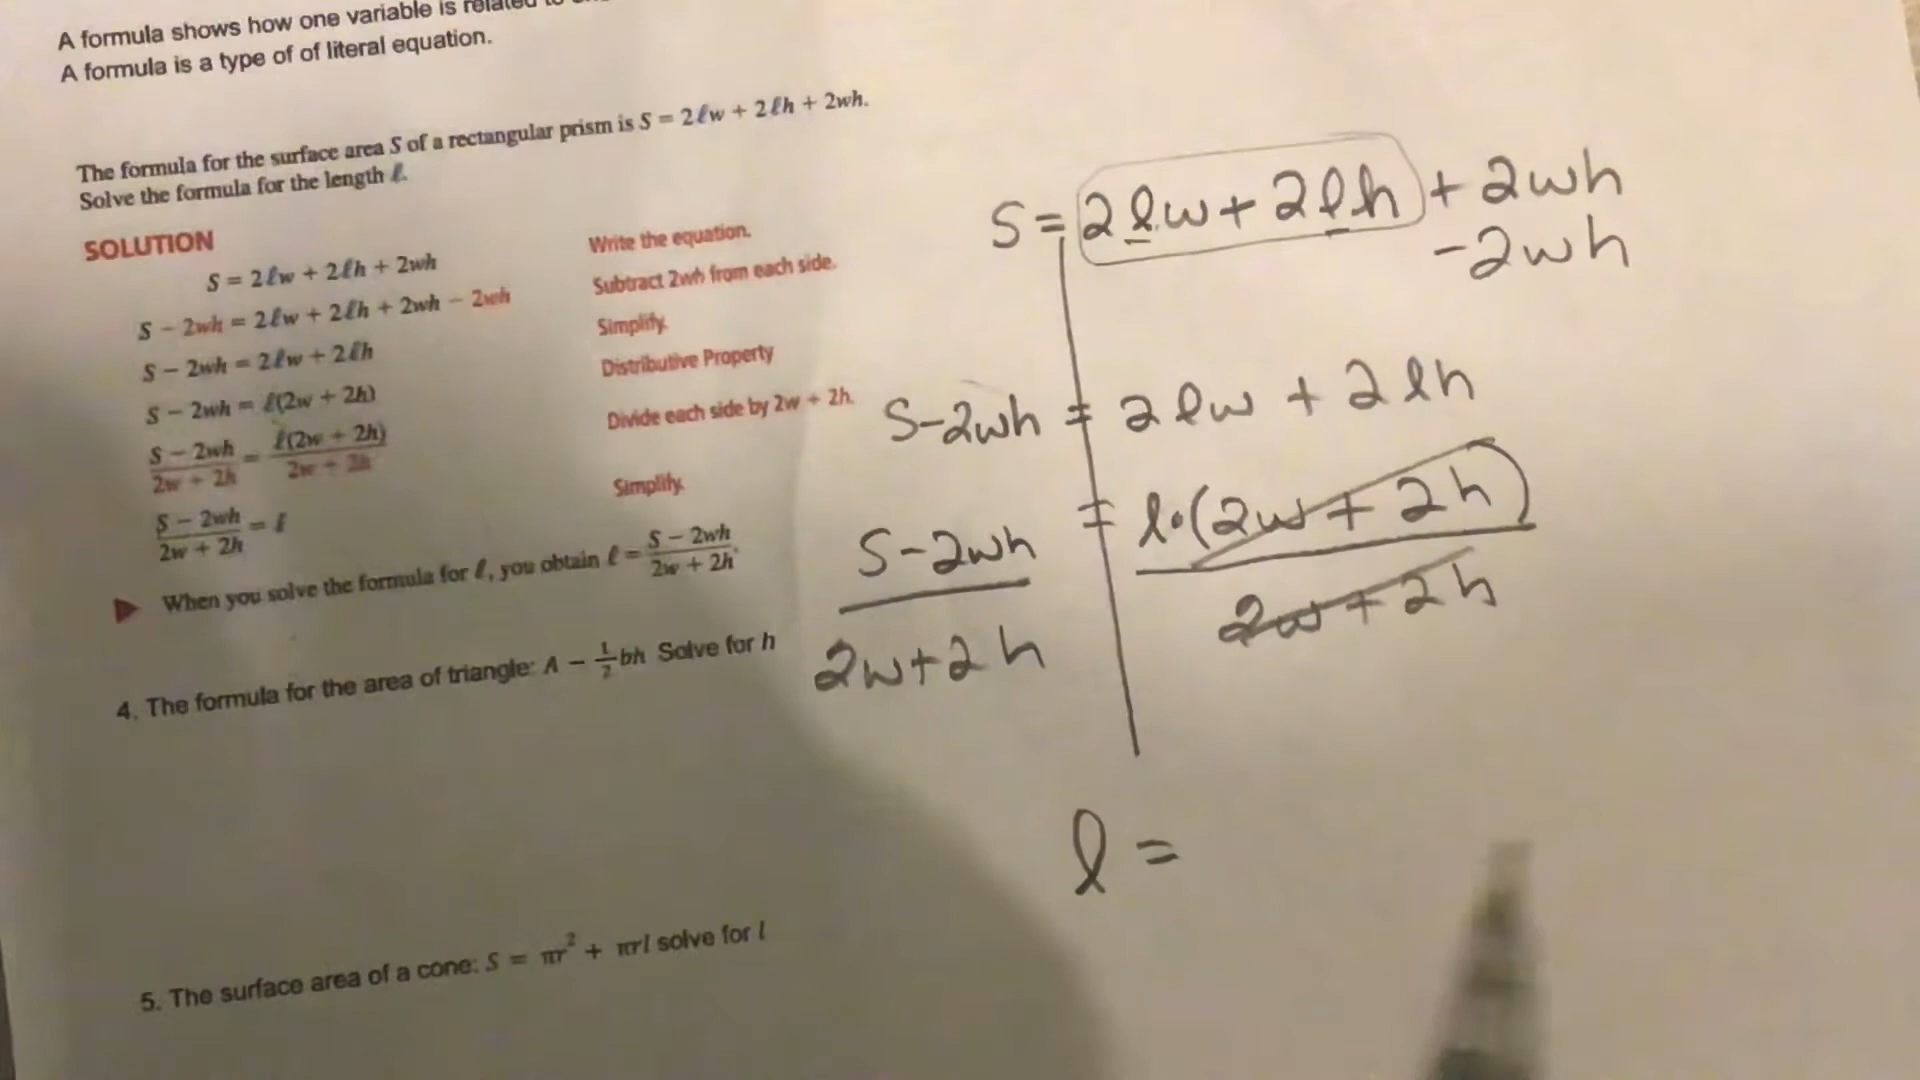 A formula shows how one variable is related to
A formula is a type of of literal equation.
The formula for the surface area S of a rectangular prism is S = 2ℓw + 2ℓh + 2wh.
Solve the formula for the length ℓ.
SOLUTION
S = 2ℓw + 2ℓh + 2wh Write the equation.
S − 2wh = 2ℓw + 2ℓh + 2wh − 2wh Subtract 2wh from each side.
S − 2wh = 2ℓw + 2ℓh Simplify.
S − 2wh = ℓ(2w + 2h) Distributive Property
(S − 2wh)/(2w + 2h) = ℓ(2w + 2h)/(2w + 2h) Divide each side by 2w + 2h.
(S − 2wh)/(2w + 2h) = ℓ Simplify.
When you solve the formula for ℓ, you obtain ℓ = (S − 2wh)/(2w + 2h).
4. The formula for the area of triangle: A − 1/2 bh Solve for h
5. The surface area of a cone: S = πr² + πrl solve for l
S = 2ℓw + 2ℓh + 2wh
−2wh
S−2wh = 2ℓw + 2ℓh
S−2wh = ℓ•(2w + 2h)
2w+2h 2w+2h
ℓ =